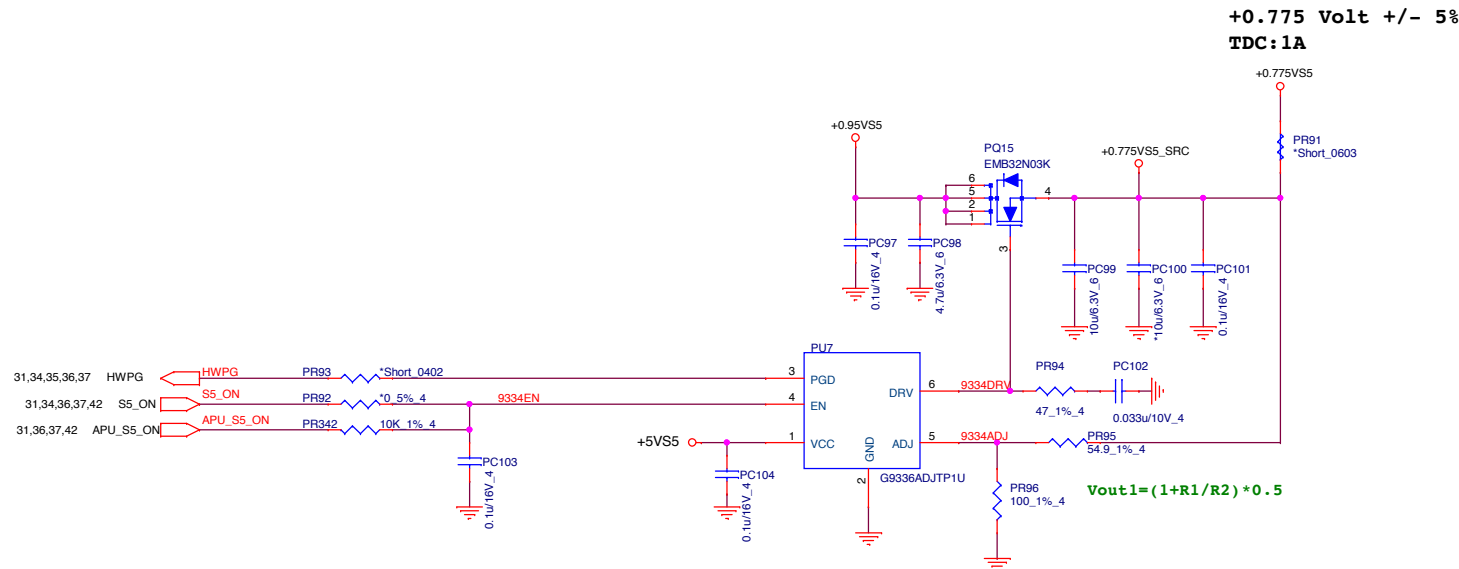 +0.775 Volt +/- 5%
TDC:1A
+0.775VS5
+0.95VS5
PQ15
EMB32N03K
+0.775VS5_SRC
PR91
*Short_0603
6
5
2
1
4
3
PC97
0.1u/16V_4
PC98
4.7u/6.3V_6
PC99
10u/6.3V_6
PC100
*10u/6.3V_6
PC101
0.1u/16V_4
PU7
31,34,35,36,37 HWPG
HWPG
PR93
*Short_0402
3
PGD
31,34,36,37,42 S5_ON
S5_ON
PR92
*0_5%_4
9334EN
4
EN
31,36,37,42 APU_S5_ON
APU_S5_ON
PR342
10K_1%_4
DRV
6
9334DRV
PR94
47_1%_4
PC102
0.033u/10V_4
+5VS5
1
VCC
GND
2
ADJ
5
9334ADJ
PR95
54.9_1%_4
PC103
0.1u/16V_4
PC104
0.1u/16V_4
G9336ADJTP1U
PR96
100_1%_4
Vout1=(1+R1/R2)*0.5